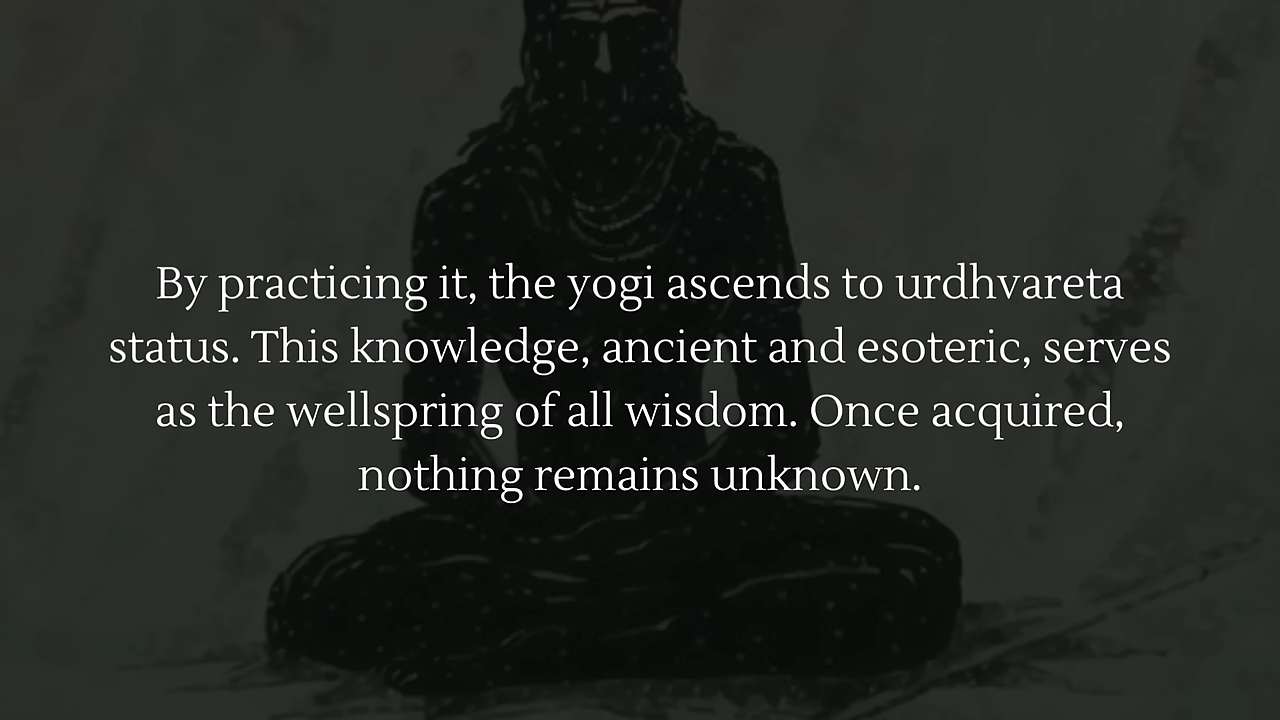 By practicing it, the yogi ascends to urdhvareta
status. This knowledge, ancient and esoteric, serves
as the wellspring of all wisdom. Once acquired,
nothing remains unknown.